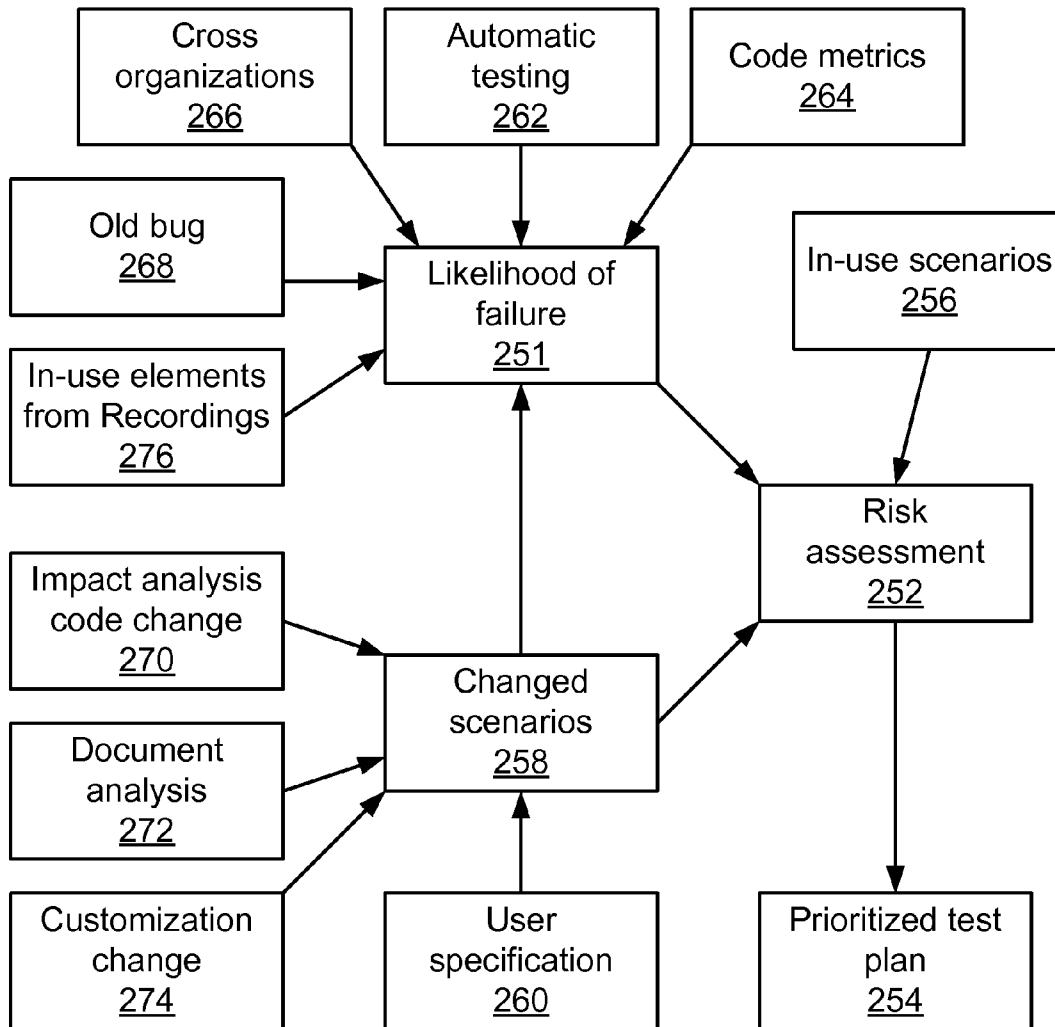 Cross
organizations
266
Automatic
testing
262
Code metrics
264
Old bug
268
Likelihood of
failure
251
In-use scenarios
256
In-use elements
from Recordings
276
Risk
assessment
252
Impact analysis
code change
270
Changed
scenarios
258
Document
analysis
272
Customization
change
274
User
specification
260
Prioritized test
plan
254